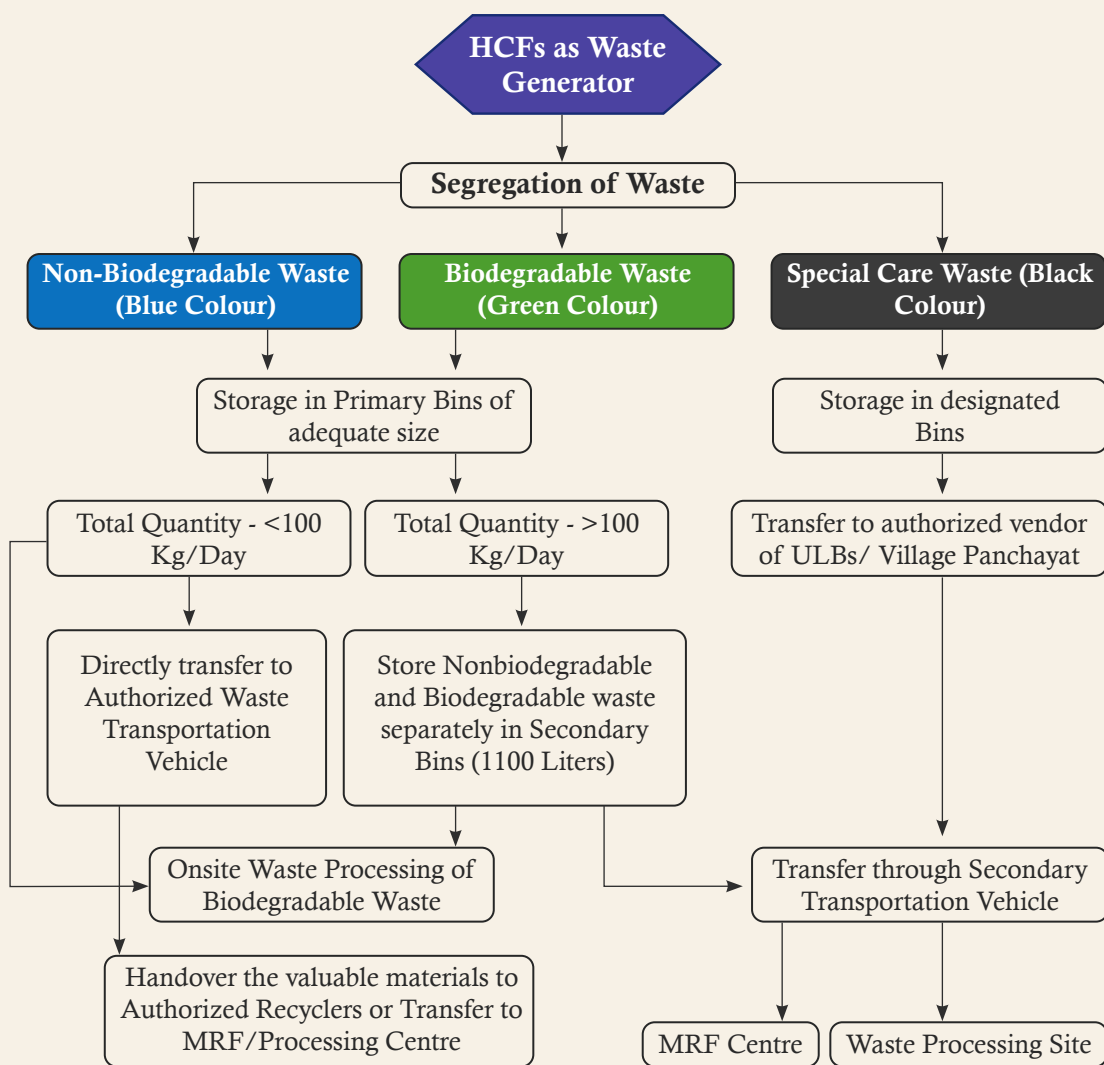 HCFs as Waste
Generator
Segregation of Waste
Non-Biodegradable Waste
(Blue Colour)
Biodegradable Waste
(Green Colour)
Special Care Waste (Black
Colour)
Storage in Primary Bins of
adequate size
Storage in designated
Bins
Total Quantity - <100
Kg/Day
Total Quantity - >100
Kg/Day
Transfer to authorized vendor
of ULBs/ Village Panchayat
Directly transfer to
Authorized Waste
Transportation
Vehicle
Store Nonbiodegradable
and Biodegradable waste
separately in Secondary
Bins (1100 Liters)
Onsite Waste Processing of
Biodegradable Waste
Transfer through Secondary
Transportation Vehicle
Handover the valuable materials to
Authorized Recyclers or Transfer to
MRF/Processing Centre
MRF Centre
Waste Processing Site